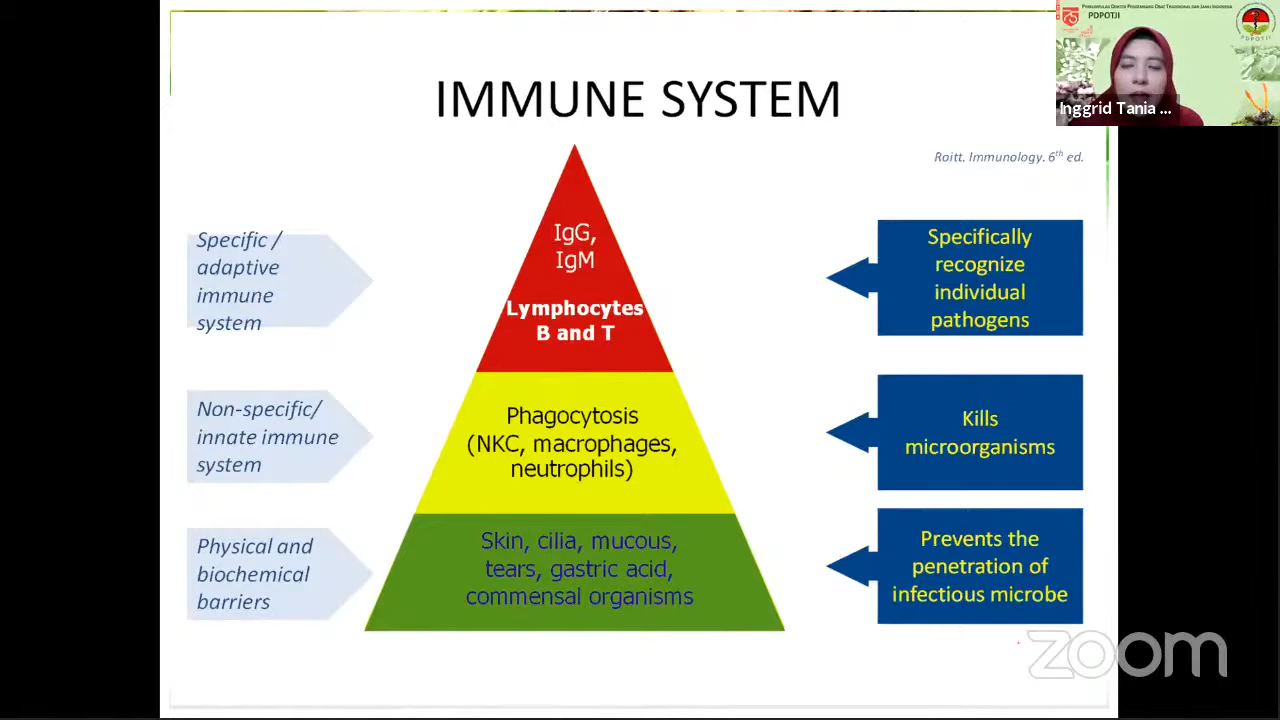 IMMUNE SYSTEM
Roitt. Immunology. 6th ed.
Specific /
adaptive
immune
system
IgG,
IgM
Lymphocytes
B and T
Specifically
recognize
individual
pathogens
Non-specific/
innate immune
system
Phagocytosis
(NKC, macrophages,
neutrophils)
Kills
microorganisms
Physical and
biochemical
barriers
Skin, cilia, mucous,
tears, gastric acid,
commensal organisms
Prevents the
penetration of
infectious microbe
PDPOTJI
Inggrid Tania ...
zoom